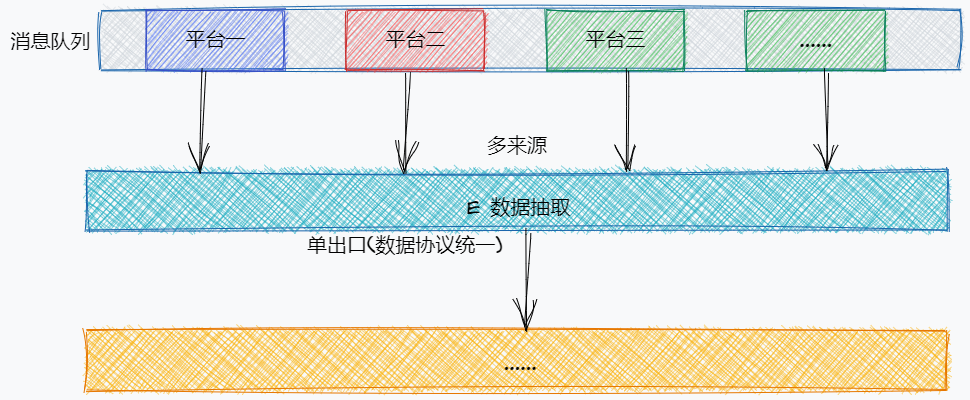 消息队列
平台一
平台二
平台三
......
多来源
E 数据抽取
单出口(数据协议统一)
......